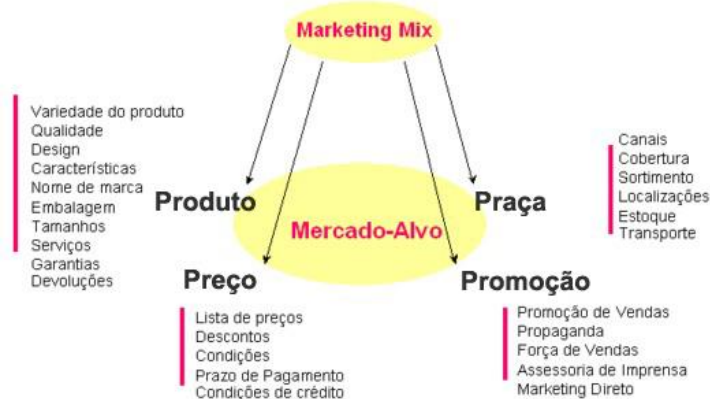 Marketing Mix
Variedade do produto
Qualidade
Design
Características
Nome de marca
Embalagem
Tamanhos
Serviços
Garantias
Devoluções
Produto
Mercado-Alvo
Praça
Canais
Cobertura
Sortimento
Localizações
Estoque
Transporte
Preço
Lista de preços
Descontos
Condições
Prazo de Pagamento
Condições de crédito
Promoção
Promoção de Vendas
Propaganda
Força de Vendas
Assessoria de Imprensa
Marketing Direto